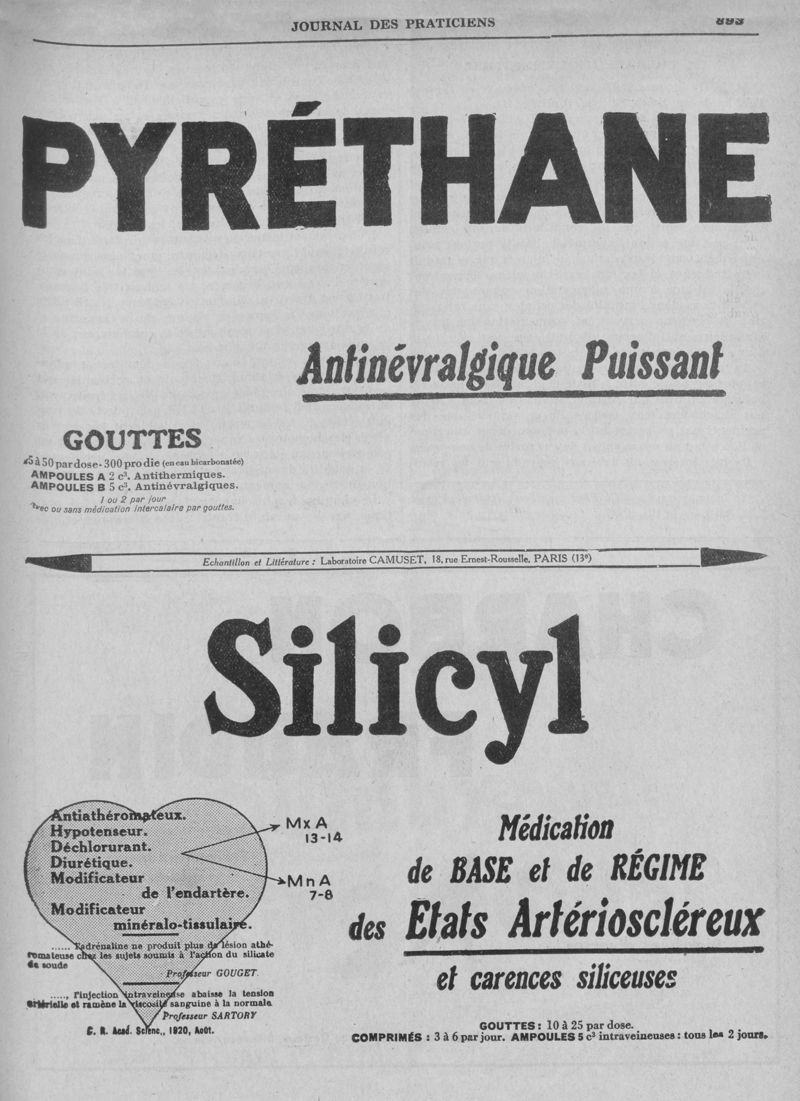 JOURNAL DES PRATICIENS
PYRÉTHANE
Antinévralgique Puissant
GOUTTES
25 à 50 par dose - 300 pro die (en eau bicarbonatée)
AMPOULES A 2 c³. Antithermiques.
AMPOULES B 5 c³. Antinévralgiques.
1 ou 2 par jour
avec ou sans médication intercalaire par gouttes.
Echantillon et Littérature : Laboratoire CAMUSET, 18, rue Ernest-Rousselle, PARIS (13e)
Silicyl
Antiathéromateux.
Hypotenseur.
Déchlorurant.
Diurétique.
Modificateur
de l'endartère.
Modificateur
minéralo-tissulaire.
MxA
13-14
MnA
7-8
...... L'adrénaline ne produit plus de lésion athé-
romateuse chez les sujets soumis à l'action du silicate
de soude
Professeur GOUGET.
....., l'injection intraveineuse abaisse la tension
artérielle et ramène la viscosité sanguine à la normale
Professeur SARTORY
C. R. Acad. Scienc., 1920, Août.
Médication
de BASE et de RÉGIME
des Etats Artérioscléreux
et carences siliceuses
GOUTTES : 10 à 25 par dose.
COMPRIMÉS : 3 à 6 par jour. AMPOULES 5 c³ intraveineuses : tous les 2 jours.